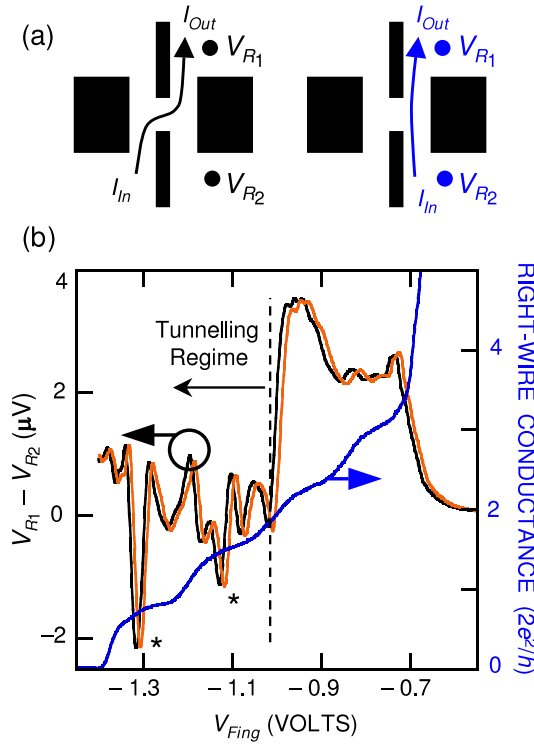 (a)
I_Out
V_R1
I_In
V_R2
I_Out
V_R1
I_In
V_R2
(b)
4
2
0
−2
V_R1 − V_R2 (µV)
Tunnelling
Regime
*
*
4
2
0
RIGHT-WIRE CONDUCTANCE (2e²/h)
−1.3
−1.1
−0.9
−0.7
V_Fing (VOLTS)